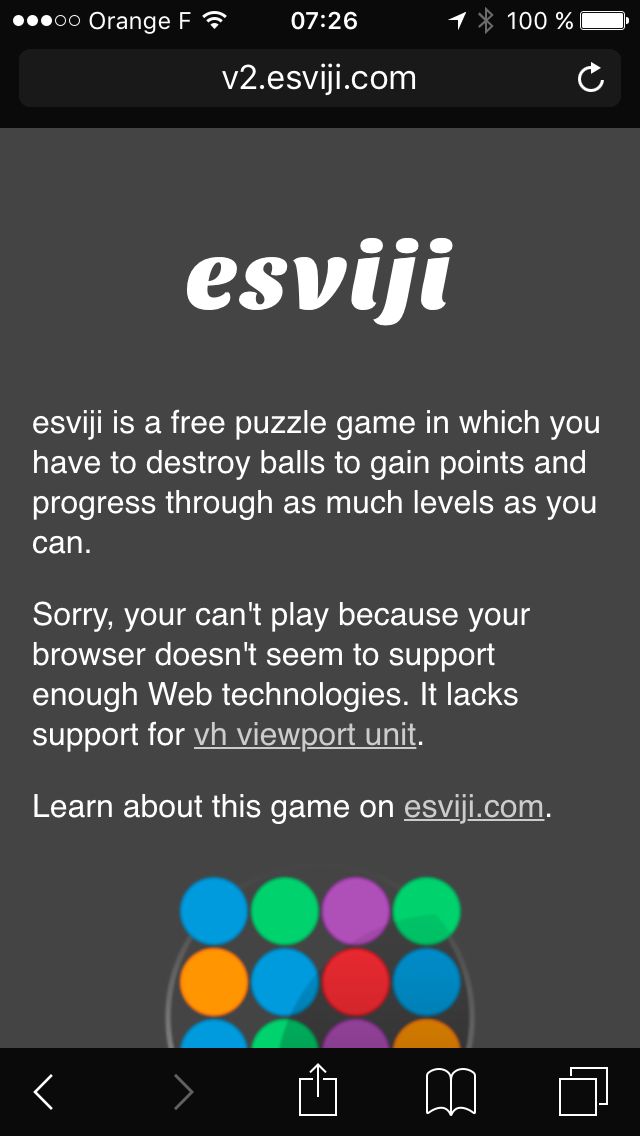 Orange F 07:26 100 %
v2.esviji.com
esviji
esviji is a free puzzle game in which you
have to destroy balls to gain points and
progress through as much levels as you
can.
Sorry, your can't play because your
browser doesn't seem to support
enough Web technologies. It lacks
support for vh viewport unit.
Learn about this game on esviji.com.